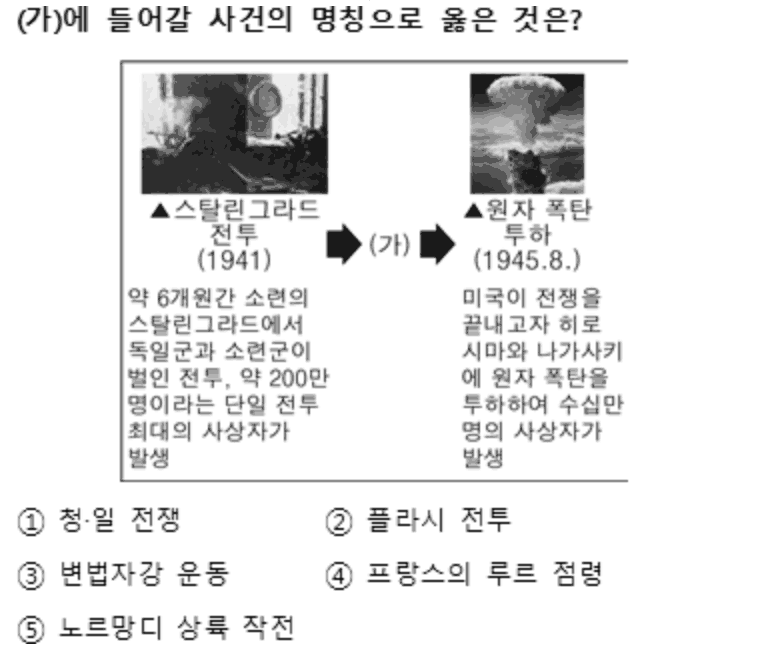 (가)에 들어갈 사건의 명칭으로 옳은 것은?
▲스탈린그라드
전투
(1941)
약 6개원간 소련의
스탈린그라드에서
독일군과 소련군이
벌인 전투, 약 200만
명이라는 단일 전투
최대의 사상자가
발생
(가)
▲원자 폭탄
투하
(1945.8.)
미국이 전쟁을
끝내고자 히로
시마와 나가사키
에 원자 폭탄을
투하하여 수십만
명의 사상자가
발생
① 청·일 전쟁
② 플라시 전투
③ 변법자강 운동
④ 프랑스의 루르 점령
⑤ 노르망디 상륙 작전